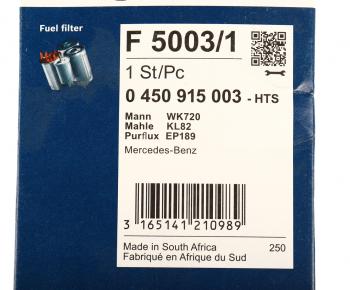 Fuel filter
F 5003/1
1 St/Pc
0 450 915 003 - HTS
Mann WK720
Mahle KL82
Purflux EP189
Mercedes-Benz
3 165141 210989
Made in South Africa 250
Fabriqué en Afrique du Sud